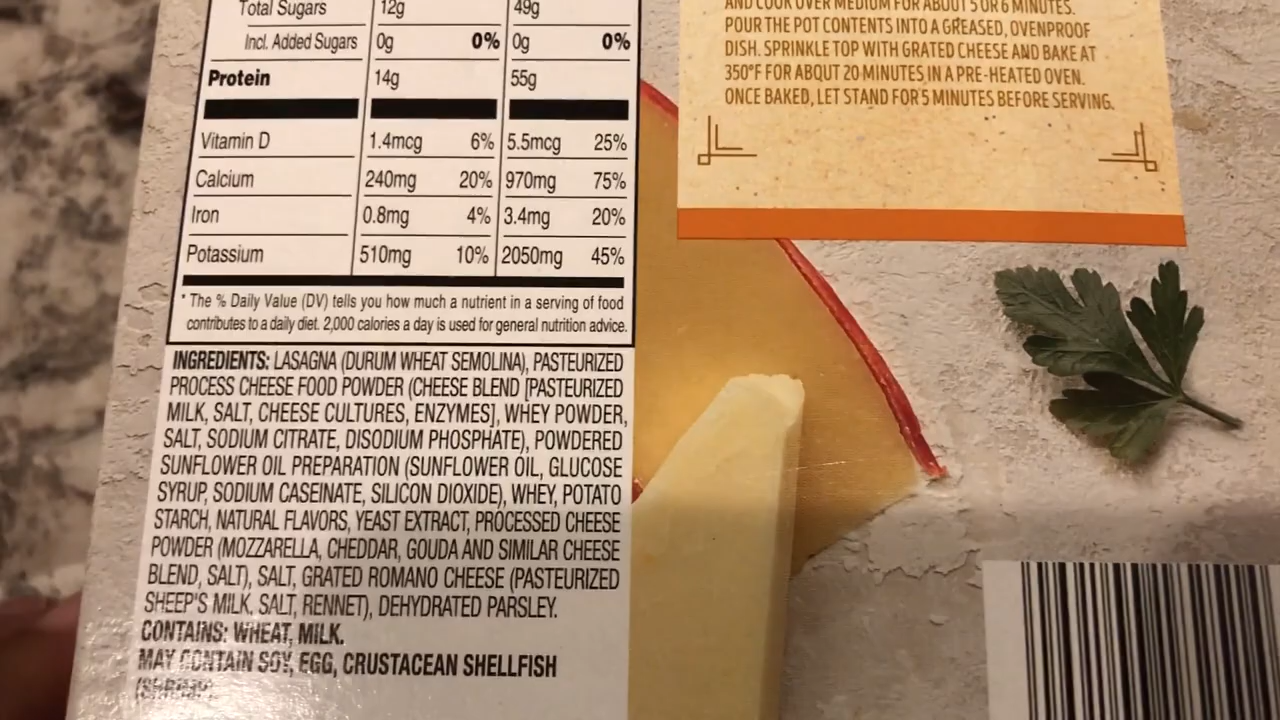 Total Sugars 12g 49g
Incl. Added Sugars 0g 0% 0g 0%
Protein 14g 55g
Vitamin D 1.4mcg 6% 5.5mcg 25%
Calcium 240mg 20% 970mg 75%
Iron 0.8mg 4% 3.4mg 20%
Potassium 510mg 10% 2050mg 45%
* The % Daily Value (DV) tells you how much a nutrient in a serving of food
contributes to a daily diet. 2,000 calories a day is used for general nutrition advice.
INGREDIENTS: LASAGNA (DURUM WHEAT SEMOLINA), PASTEURIZED
PROCESS CHEESE FOOD POWDER (CHEESE BLEND [PASTEURIZED
MILK, SALT, CHEESE CULTURES, ENZYMES], WHEY POWDER,
SALT, SODIUM CITRATE, DISODIUM PHOSPHATE), POWDERED
SUNFLOWER OIL PREPARATION (SUNFLOWER OIL, GLUCOSE
SYRUP, SODIUM CASEINATE, SILICON DIOXIDE), WHEY, POTATO
STARCH, NATURAL FLAVORS, YEAST EXTRACT, PROCESSED CHEESE
POWDER (MOZZARELLA, CHEDDAR, GOUDA AND SIMILAR CHEESE
BLEND, SALT), SALT, GRATED ROMANO CHEESE (PASTEURIZED
SHEEP'S MILK, SALT, RENNET), DEHYDRATED PARSLEY.
CONTAINS: WHEAT, MILK.
MAY CONTAIN SOY, EGG, CRUSTACEAN SHELLFISH
(SHRIMP).
AND COOK OVER MEDIUM FOR ABOUT 5 OR 6 MINUTES.
POUR THE POT CONTENTS INTO A GREASED, OVENPROOF
DISH. SPRINKLE TOP WITH GRATED CHEESE AND BAKE AT
350°F FOR ABOUT 20 MINUTES IN A PRE-HEATED OVEN.
ONCE BAKED, LET STAND FOR 5 MINUTES BEFORE SERVING.